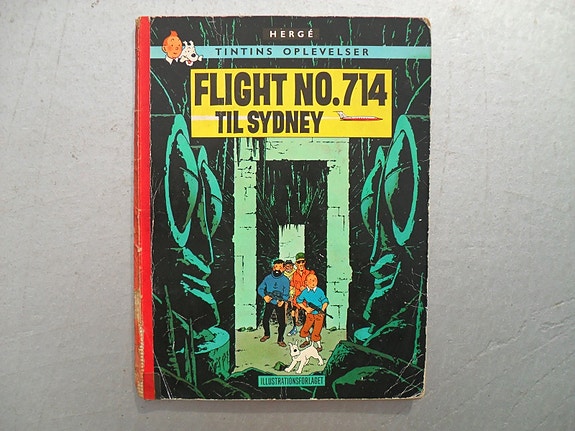 HERGÉ
TINTINS OPLEVELSER
FLIGHT NO.714
TIL SYDNEY
ILLUSTRATIONSFORLAGET